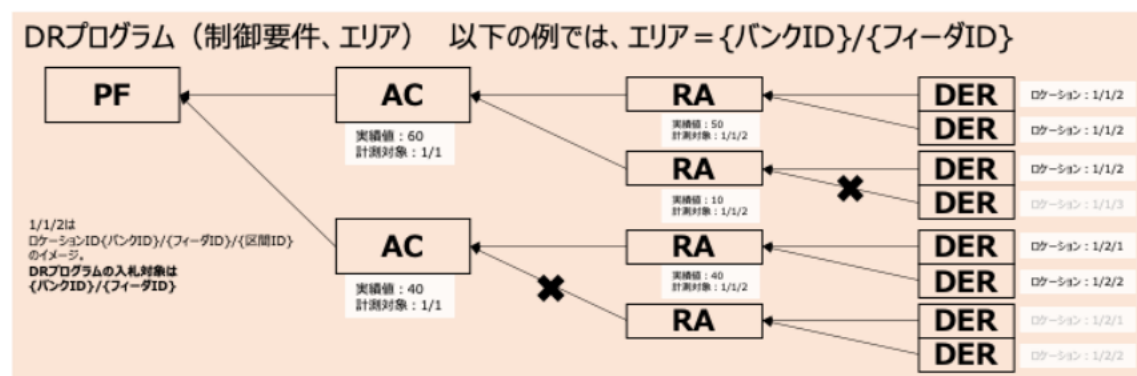 DRプログラム（制御要件、エリア）　以下の例では、エリア＝{バンクID}/{フィーダID}
PF
AC
実績値：60
計測対象：1/1
RA
実績値：50
計測対象：1/1/2
DER
ロケーション：1/1/2
DER
ロケーション：1/1/2
RA
実績値：10
計測対象：1/1/2
DER
ロケーション：1/1/2
DER
ロケーション：1/1/3
1/1/2は
ロケーションID{バンクID}/{フィーダID}/{区間ID}
のイメージ。
DRプログラムの入札対象は
{バンクID}/{フィーダID}
AC
実績値：40
計測対象：1/1
RA
実績値：40
計測対象：1/1/2
DER
ロケーション：1/2/1
DER
ロケーション：1/2/2
RA
DER
ロケーション：1/2/1
DER
ロケーション：1/2/2